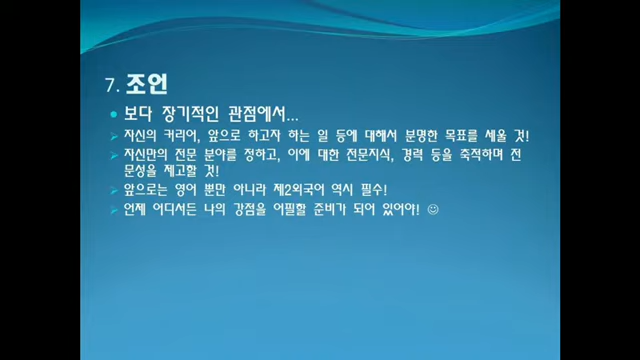 7. 조언
보다 장기적인 관점에서...
자신의 커리어, 앞으로 하고자 하는 일 등에 대해서 분명한 목표를 세울 것!
자신만의 전문 분야를 정하고, 이에 대한 전문지식, 경력 등을 축적하며 전
문성을 제고할 것!
앞으로는 영어 뿐만 아니라 제2외국어 역시 필수!
언제 어디서든 나의 강점을 어필할 준비가 되어 있어야! ☺